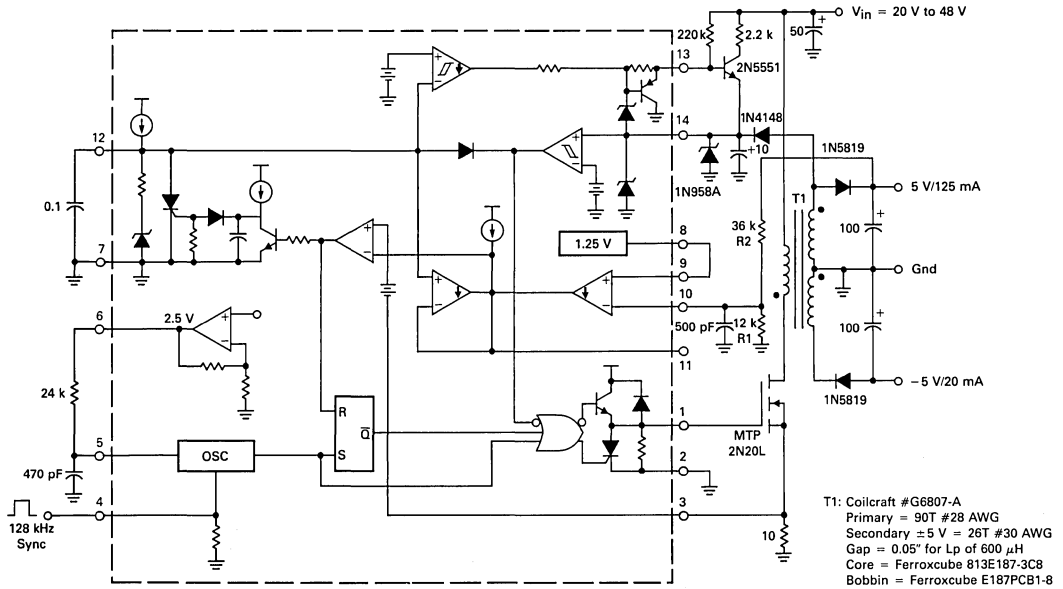 Vin = 20 V to 48 V
50
+
220 k
2.2 k
13
2N5551
14
1N4148
+
10
1N958A
1N5819
5 V/125 mA
T1
+
100
36 k
R2
12
0.1
7
1.25 V
8
9
10
Gnd
500 pF
12 k
R1
+
100
6
2.5 V
11
-5 V/20 mA
1N5819
24 k
R
Q
S
1
MTP
2N20L
2
5
OSC
470 pF
4
3
128 kHz
Sync
10
T1: Coilcraft #G6807-A
Primary = 90T #28 AWG
Secondary ±5 V = 26T #30 AWG
Gap = 0.05" for Lp of 600 μH
Core = Ferroxcube 813E187-3C8
Bobbin = Ferroxcube E187PCB1-8